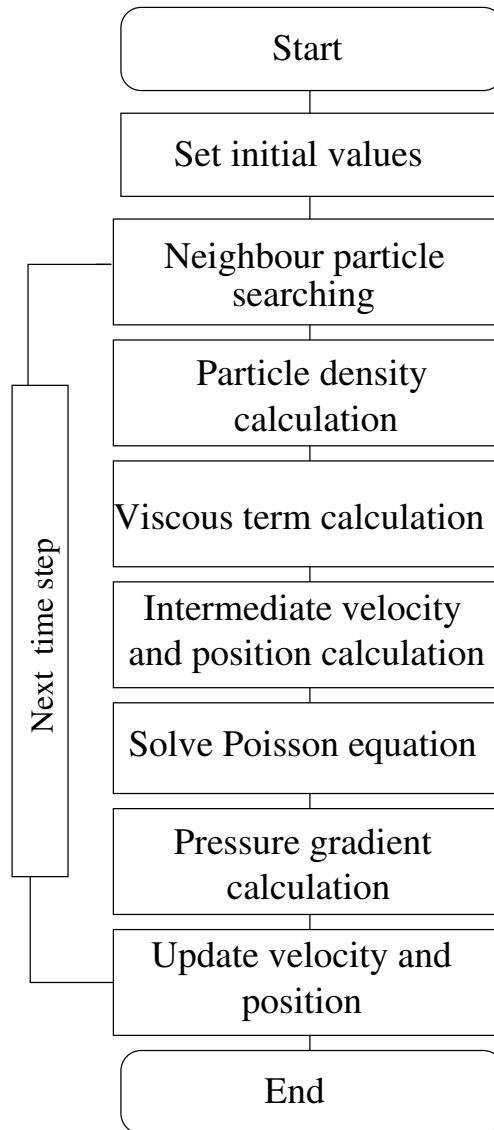 Start
Set initial values
Neighbour particle
searching
Particle density
calculation
Viscous term calculation
Intermediate velocity
and position calculation
Solve Poisson equation
Pressure gradient
calculation
Update velocity and
position
End
Next time step